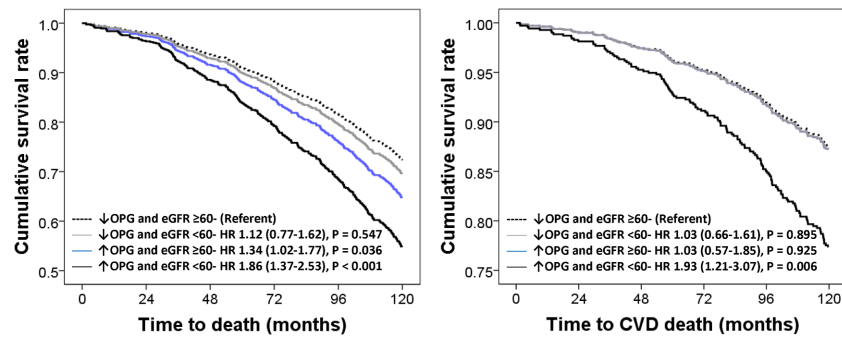 Cumulative survival rate
1.0
0.9
0.8
0.7
0.6
0.5
↓OPG and eGFR ≥60- (Referent)
↓OPG and eGFR <60- HR 1.12 (0.77-1.62), P = 0.547
↑OPG and eGFR ≥60- HR 1.34 (1.02-1.77), P = 0.036
↑OPG and eGFR <60- HR 1.86 (1.37-2.53), P < 0.001
0 24 48 72 96 120
Time to death (months)
Cumulative survival rate
1.00
0.95
0.90
0.85
0.80
0.75
↓OPG and eGFR ≥60- (Referent)
↓OPG and eGFR <60- HR 1.03 (0.66-1.61), P = 0.895
↑OPG and eGFR ≥60- HR 1.03 (0.57-1.85), P = 0.925
↑OPG and eGFR <60- HR 1.93 (1.21-3.07), P = 0.006
0 24 48 72 96 120
Time to CVD death (months)